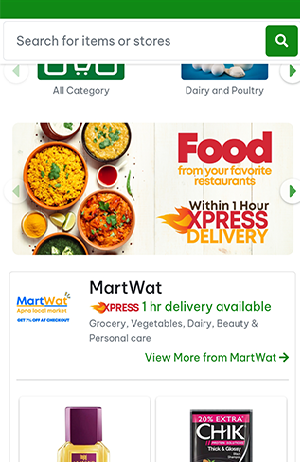 Search for items or stores
All Category
Dairy and Poultry
Food
from your favorite
restaurants
Within 1 Hour
XPRESS
DELIVERY
MartWat
Apna food market
GET 7% OFF AT CHECKOUT
MartWat
XPRESS 1 hr delivery available
Grocery, Vegetables, Dairy, Beauty &
Personal care
View More from MartWat
20% EXTRA
CHIK
Thick & Glossy